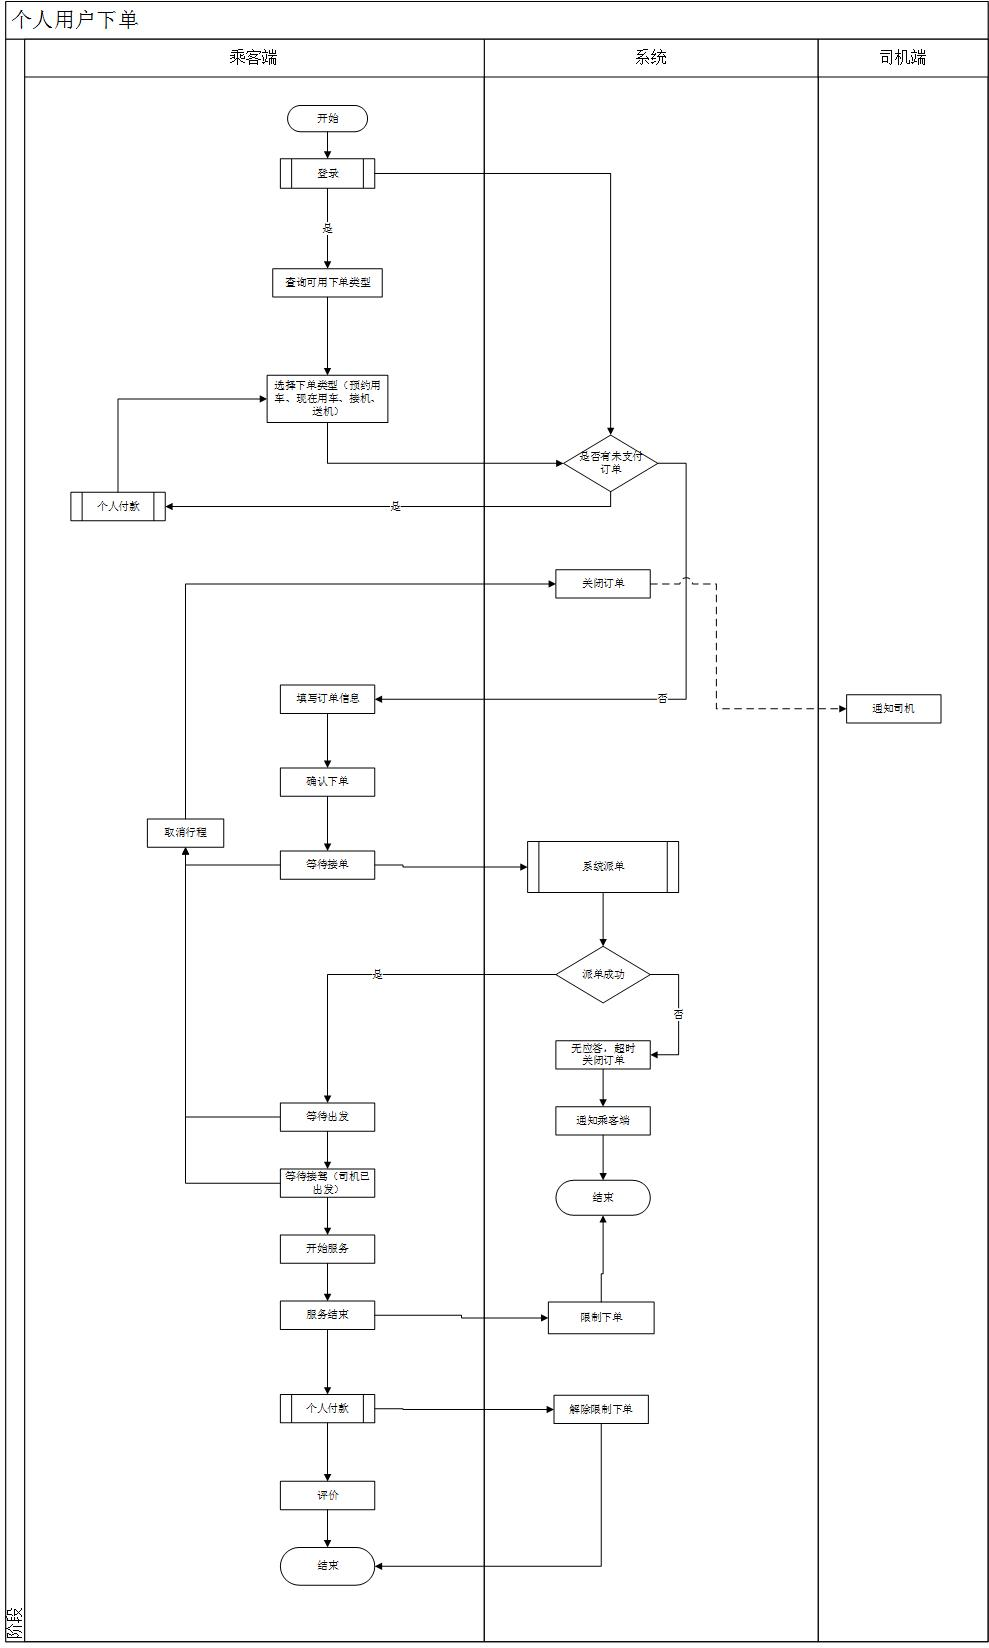 个人用户下单
乘客端
系统
司机端
开始
登录
是
查询可用下单类型
选择下单类型（预约用
车、现在用车、接机、
送机）
是否有未支付
订单
个人付款
是
关闭订单
填写订单信息
否
通知司机
确认下单
取消行程
等待接单
系统派单
是
派单成功
否
无应答，超时
关闭订单
等待出发
通知乘客端
等待接驾（司机已
出发）
结束
开始服务
服务结束
限制下单
个人付款
解除限制下单
评价
结束
阶段